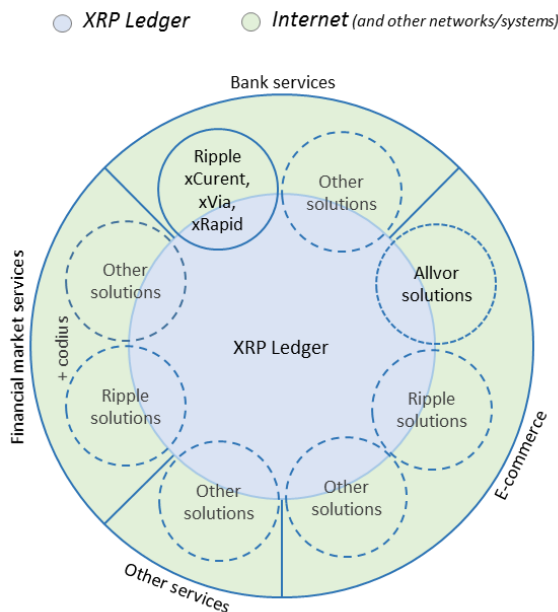 XRP Ledger
Internet (and other networks/systems)
Bank services
Ripple
xCurent,
xVia,
xRapid
Other
solutions
Other
solutions
Allvor
solutions
Financial market services
+ codius
XRP Ledger
Ripple
solutions
Ripple
solutions
Other
solutions
Other
solutions
E-commerce
Other services